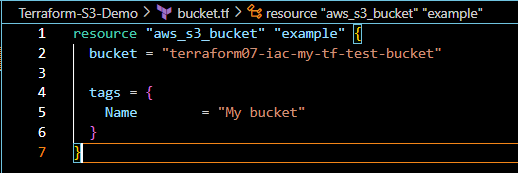 Terraform-S3-Demo > bucket.tf > resource "aws_s3_bucket" "example"
1 resource "aws_s3_bucket" "example" {
2   bucket = "terraform07-iac-my-tf-test-bucket"
3
4   tags = {
5     Name        = "My bucket"
6   }
7 }